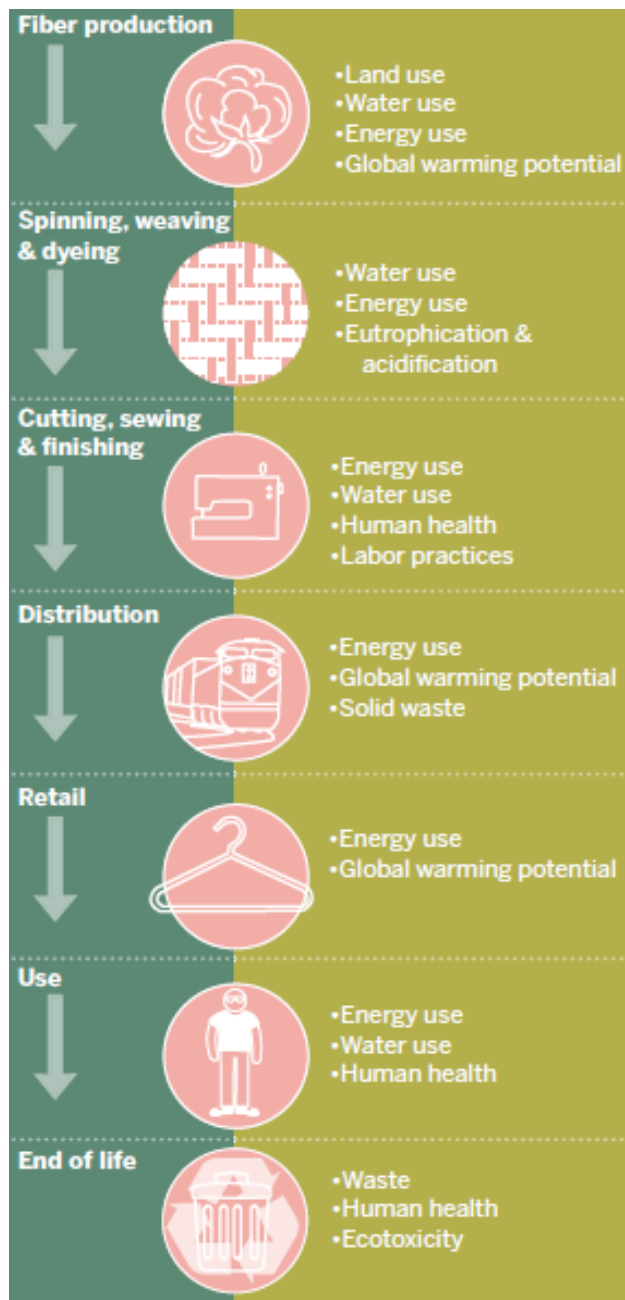 Fiber production
•Land use
•Water use
•Energy use
•Global warming potential
Spinning, weaving
& dyeing
•Water use
•Energy use
•Eutrophication &
acidification
Cutting, sewing
& finishing
•Energy use
•Water use
•Human health
•Labor practices
Distribution
•Energy use
•Global warming potential
•Solid waste
Retail
•Energy use
•Global warming potential
Use
•Energy use
•Water use
•Human health
End of life
•Waste
•Human health
•Ecotoxicity